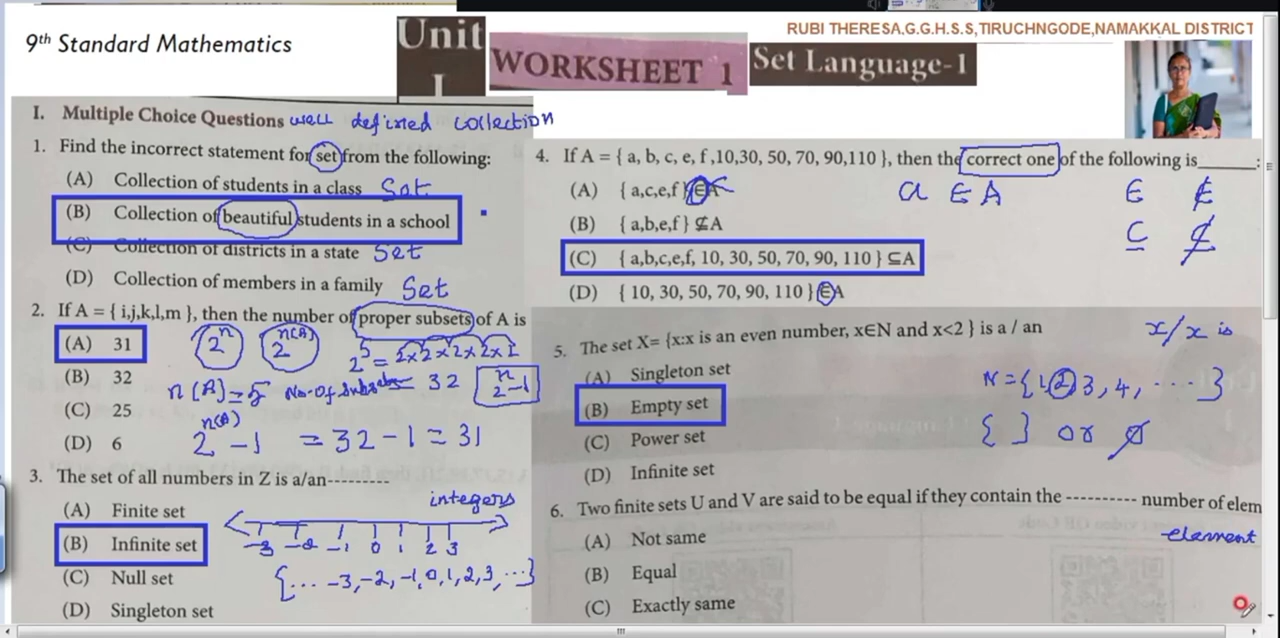 9th Standard Mathematics
Unit
I
WORKSHEET 1
Set Language-1
RUBI THERESA.G.G.H.S.S,TIRUCHNGODE,NAMAKKAL DISTRICT
I. Multiple Choice Questions well defined collection
1. Find the incorrect statement for set from the following:
(A) Collection of students in a class Set
(B) Collection of beautiful students in a school
(C) Collection of districts in a state Set
(D) Collection of members in a family Set
2. If A = { i,j,k,l,m }, then the number of proper subsets of A is
(A) 31
2^n
2^n(A)
2^5 = 2x2x2x2x2
(B) 32
n(A)=5 No.of subsets = 32
2^n-1
(C) 25
(D) 6
2^n(A) -1 = 32-1 = 31
3. The set of all numbers in Z is a/an---------
integers
(A) Finite set
(B) Infinite set
-3 -2 -1 0 1 2 3
(C) Null set
{... -3,-2,-1,0,1,2,3,...}
(D) Singleton set
4. If A = { a, b, c, e, f ,10,30, 50, 70, 90,110 }, then the correct one of the following is_____:
(A) { a,c,e,f }∈A
a ∈ A
∈ ∉
(B) { a,b,e,f } ⊈A
⊆ ⊄
(C) { a,b,c,e,f, 10, 30, 50, 70, 90, 110 } ⊆A
(D) { 10, 30, 50, 70, 90, 110 }∈A
5. The set X= {x:x is an even number, x∈N and x<2 } is a / an
x/x is
(A) Singleton set
N = {1,2,3,4,....}
(B) Empty set
{ } or ∅
(C) Power set
(D) Infinite set
6. Two finite sets U and V are said to be equal if they contain the --------- number of elem
element
(A) Not same
(B) Equal
(C) Exactly same